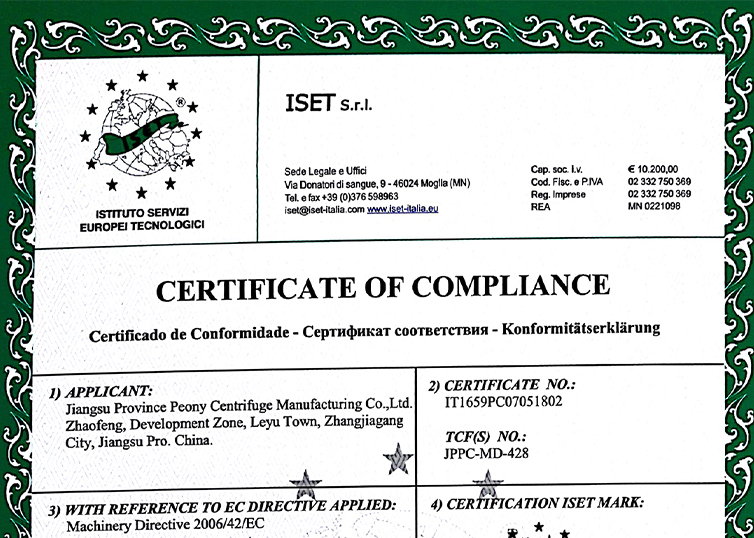 ISET
®
ISTITUTO SERVIZI
EUROPEI TECNOLOGICI
ISET S.r.l.
Sede Legale e Uffici
Via Donatori di sangue, 9 - 46024 Moglia (MN)
Tel. e fax +39 (0)376 598963
iset@iset-italia.com www.iset-italia.eu
Cap. soc. I.v. € 10.200,00
Cod. Fisc. e P.IVA 02 332 750 369
Reg. Imprese 02 332 750 369
REA MN 0221098
CERTIFICATE OF COMPLIANCE
Certificado de Conformidade - Сертификат соответствия - Konformitätserklärung
1) APPLICANT:
Jiangsu Province Peony Centrifuge Manufacturing Co.,Ltd.
Zhaofeng, Development Zone, Leyu Town, Zhangjiagang
City, Jiangsu Pro. China.
2) CERTIFICATE NO.:
IT1659PC07051802
TCF(S) NO.:
JPPC-MD-428
3) WITH REFERENCE TO EC DIRECTIVE APPLIED:
Machinery Directive 2006/42/EC
4) CERTIFICATION ISET MARK: